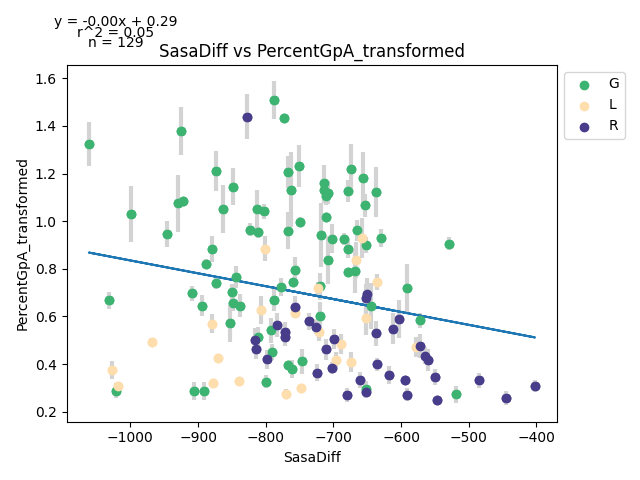 y = -0.00x + 0.29
r^2 = 0.05
n = 129
SasaDiff vs PercentGpA_transformed
G
L
R
1.6
1.4
1.2
1.0
0.8
0.6
0.4
0.2
PercentGpA_transformed
−1000 −900 −800 −700 −600 −500 −400
SasaDiff